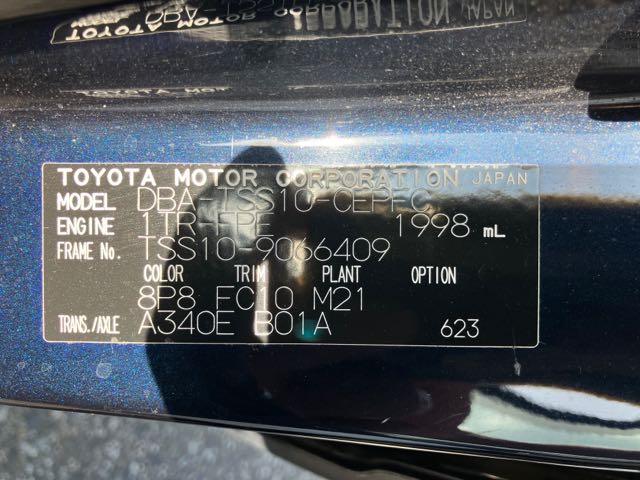 TOYOTA MOTOR CORPORATION JAPAN
MODEL DBA-TSS10-CEPFC
ENGINE 1TR-FPE 1998 mL
FRAME No. TSS10-9066409
COLOR TRIM PLANT OPTION
8P8 FC10 M21
TRANS./AXLE A340E B01A 623